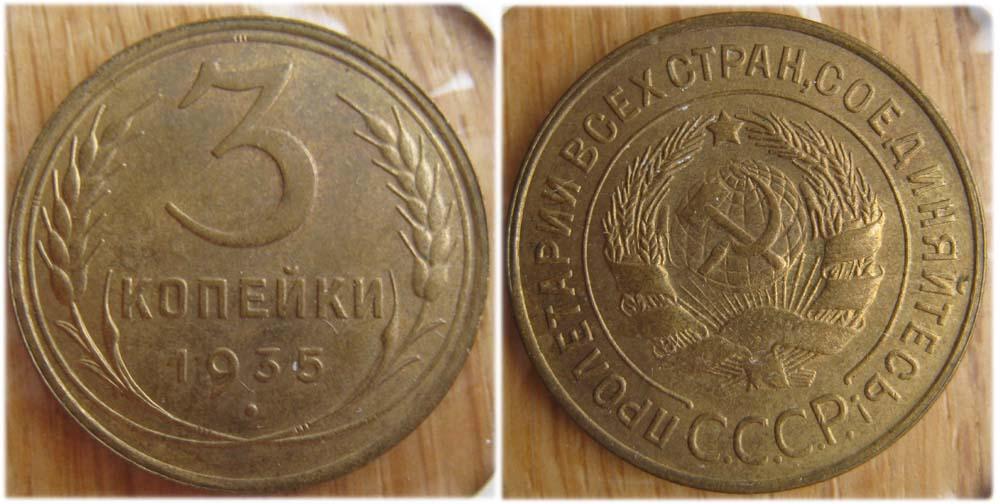 3
КОПЕЙКИ
1935
ПРОЛЕТАРИИ ВСЕХ СТРАН, СОЕДИНЯЙТЕСЬ!
С.С.С.Р.